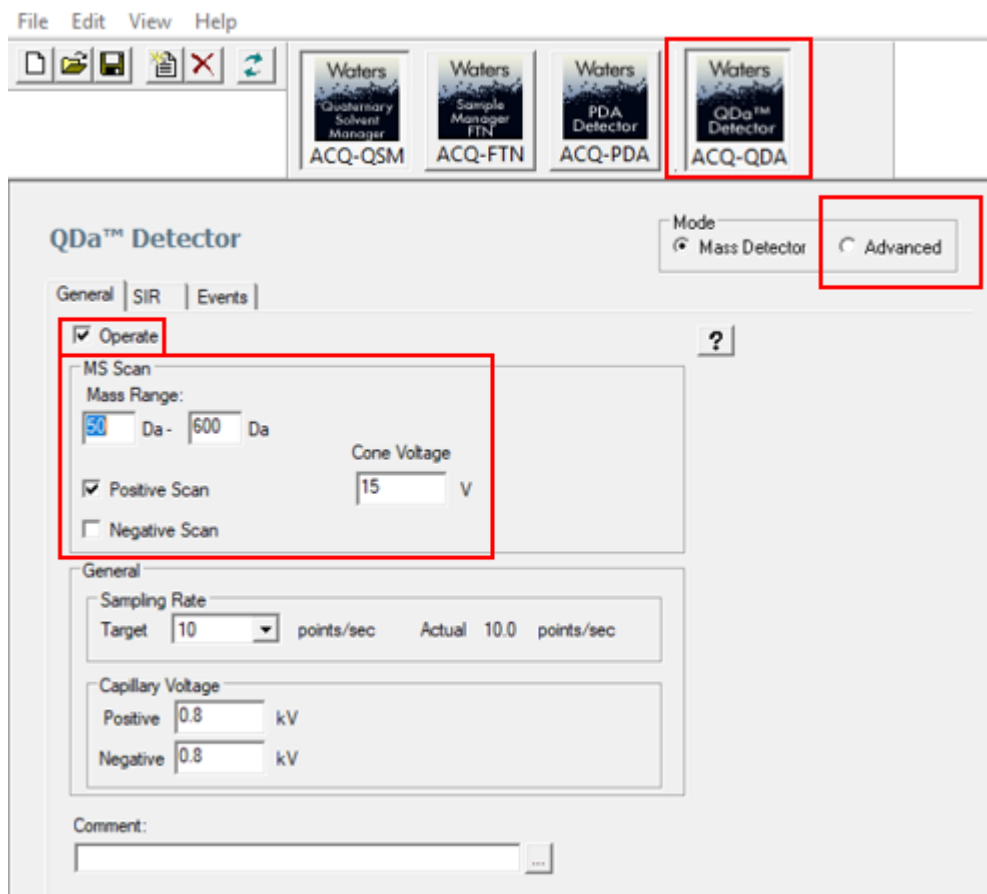 File Edit View Help
Waters Waters Waters Waters
Quaternary Solvent Manager Sample Manager FTN PDA Detector QDa™ Detector
ACQ-QSM ACQ-FTN ACQ-PDA ACQ-QDA
QDa™ Detector
Mode
Mass Detector Advanced
General SIR Events
Operate
?
MS Scan
Mass Range:
50 Da - 600 Da
Cone Voltage
Positive Scan 15 V
Negative Scan
General
Sampling Rate
Target 10 points/sec Actual 10.0 points/sec
Capillary Voltage
Positive 0.8 kV
Negative 0.8 kV
Comment:
...